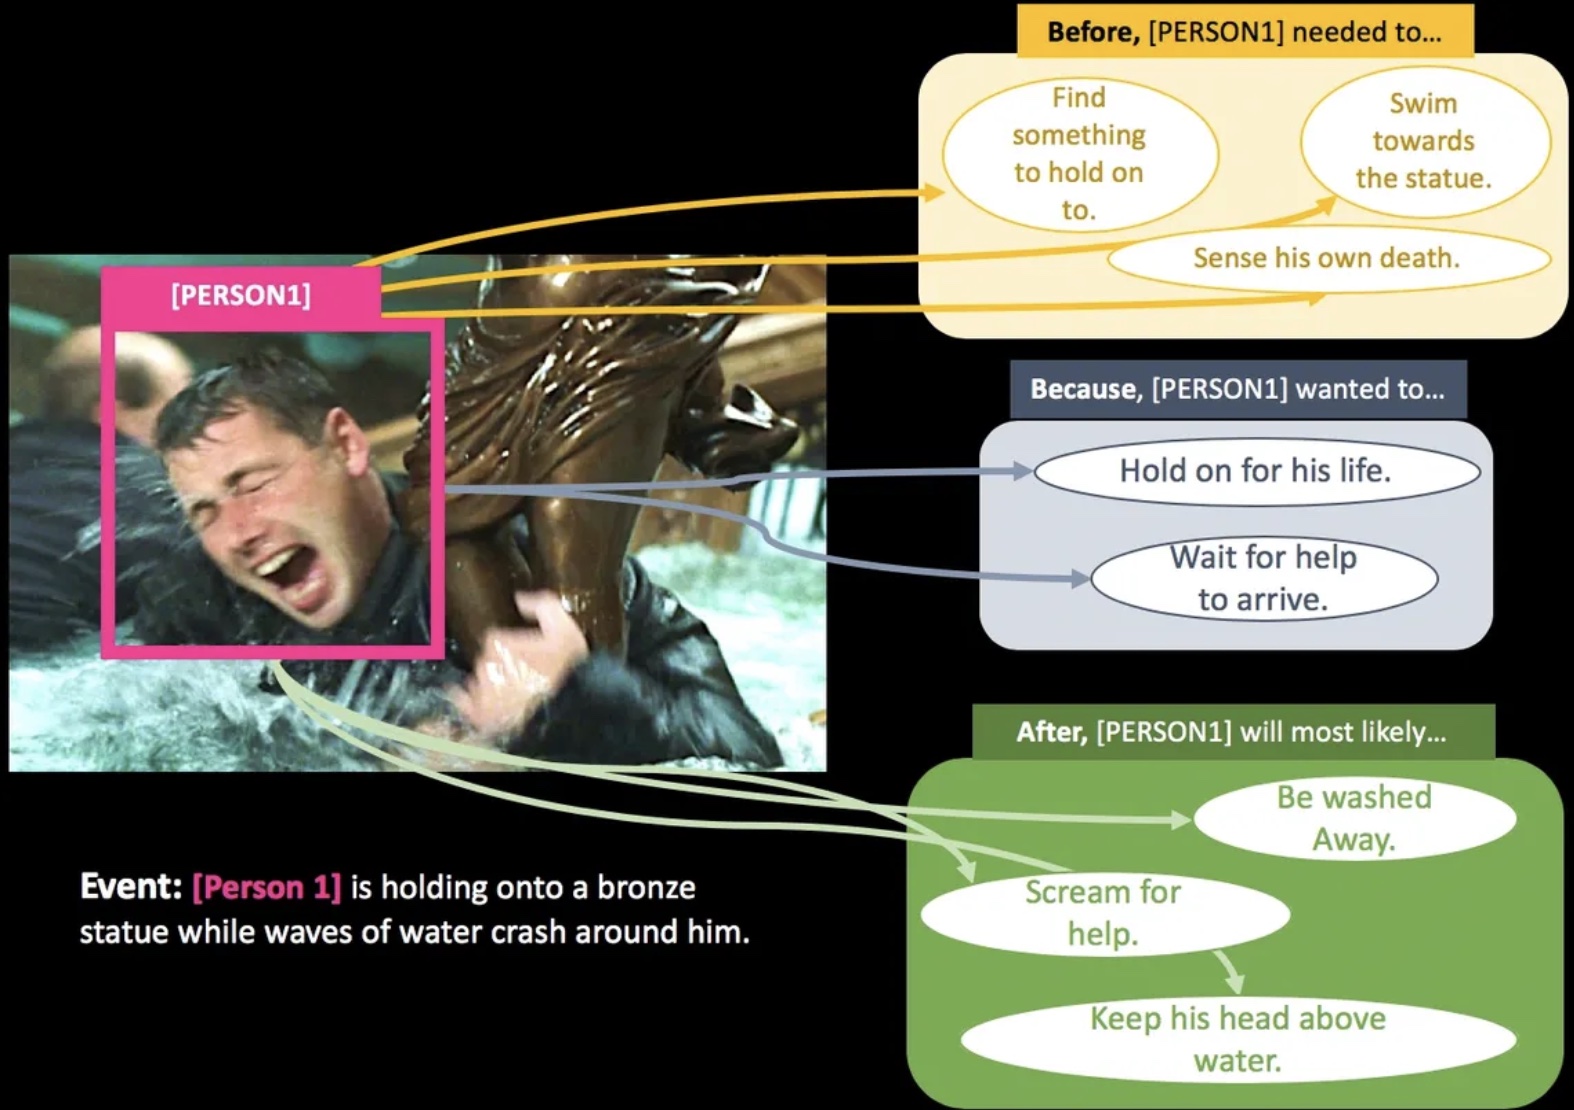 Before, [PERSON1] needed to...
Find
something
to hold on
to.
Swim
towards
the statue.
Sense his own death.
[PERSON1]
Because, [PERSON1] wanted to...
Hold on for his life.
Wait for help
to arrive.
After, [PERSON1] will most likely...
Be washed
Away.
Scream for
help.
Keep his head above
water.
Event: [Person 1] is holding onto a bronze
statue while waves of water crash around him.